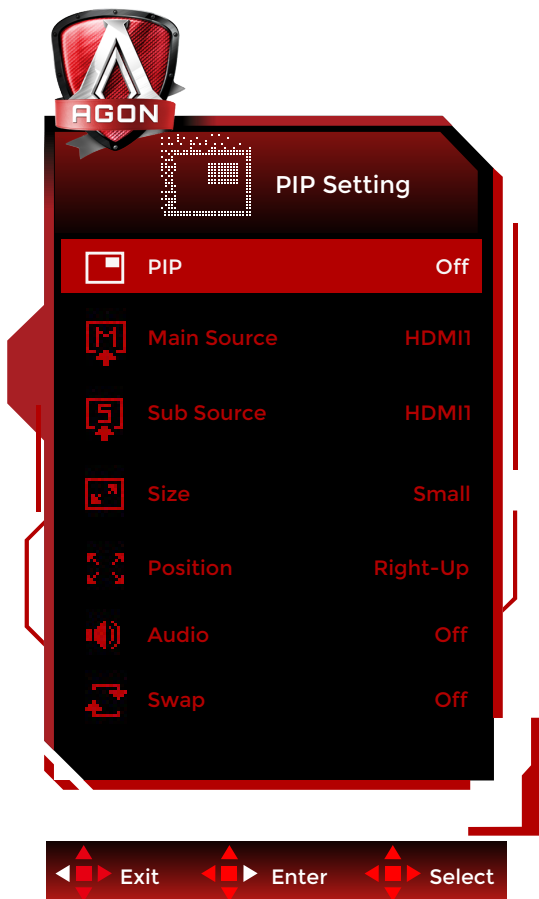 AGON
PIP Setting
PIP Off
Main Source HDMI1
Sub Source HDMI1
Size Small
Position Right-Up
Audio Off
Swap Off
Exit Enter Select